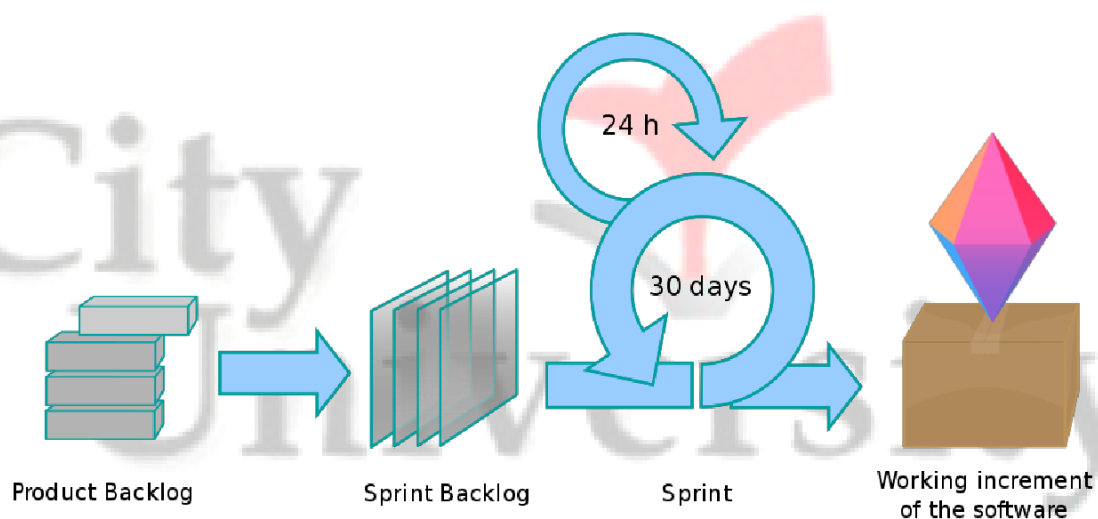 City
University
24 h
30 days
Product Backlog
Sprint Backlog
Sprint
Working increment
of the software